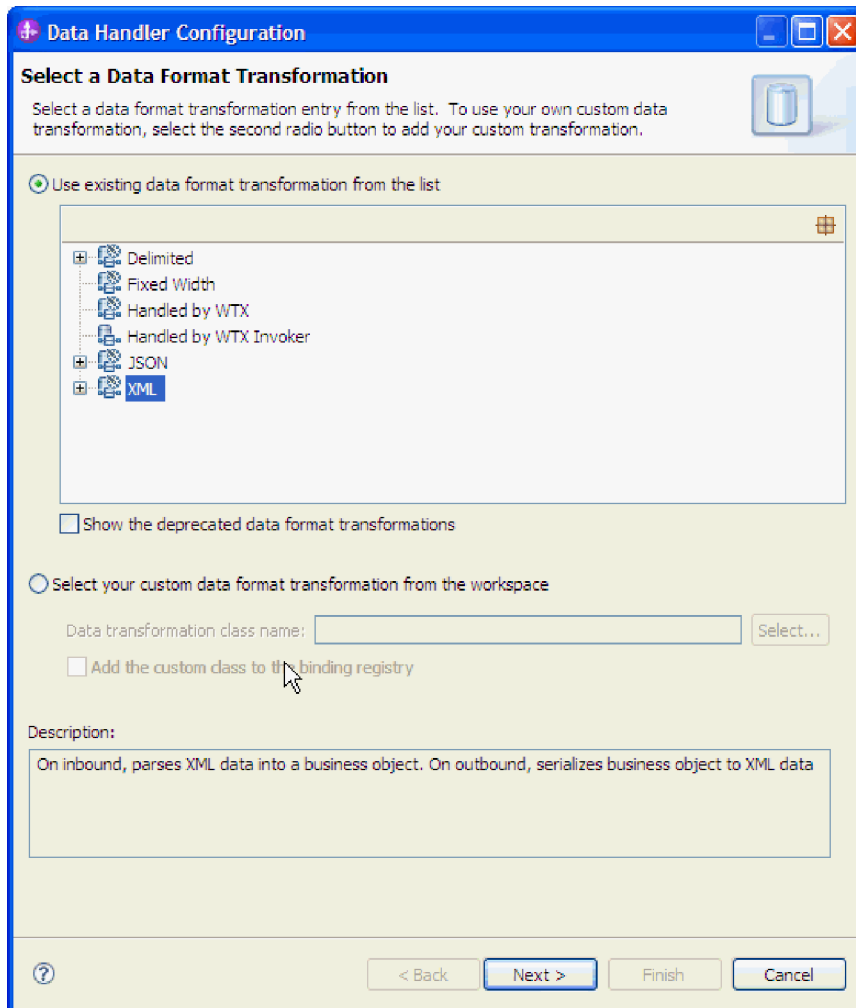 Data Handler Configuration
Select a Data Format Transformation
Select a data format transformation entry from the list. To use your own custom data
transformation, select the second radio button to add your custom transformation.
Use existing data format transformation from the list
Delimited
Fixed Width
Handled by WTX
Handled by WTX Invoker
JSON
XML
Show the deprecated data format transformations
Select your custom data format transformation from the workspace
Data transformation class name:
Select...
Add the custom class to the binding registry
Description:
On inbound, parses XML data into a business object. On outbound, serializes business object to XML data
?
< Back
Next >
Finish
Cancel